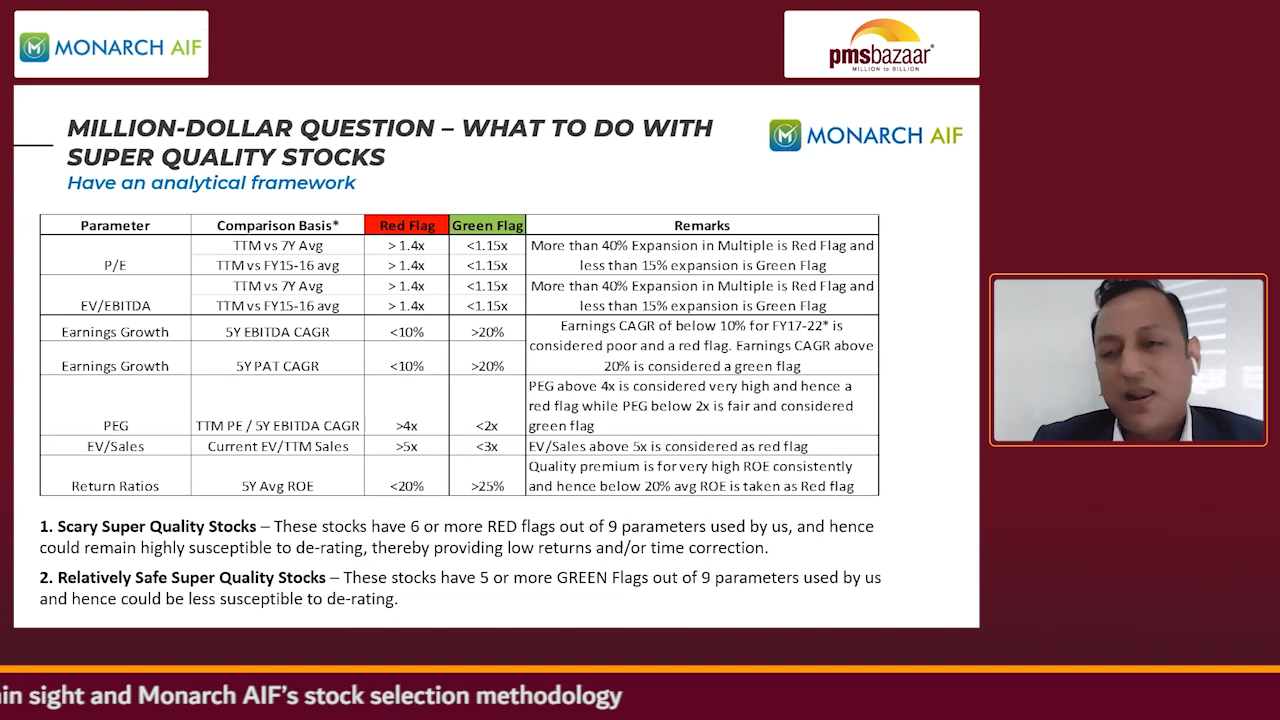 MONARCH AIF
pmsbazaar
MILLION to BILLION
MILLION-DOLLAR QUESTION – WHAT TO DO WITH
SUPER QUALITY STOCKS
Have an analytical framework
MONARCH AIF
Parameter Comparison Basis* Red Flag Green Flag Remarks
TTM vs 7Y Avg > 1.4x <1.15x More than 40% Expansion in Multiple is Red Flag and
P/E TTM vs FY15-16 avg > 1.4x <1.15x less than 15% expansion is Green Flag
TTM vs 7Y Avg > 1.4x <1.15x More than 40% Expansion in Multiple is Red Flag and
EV/EBITDA TTM vs FY15-16 avg > 1.4x <1.15x less than 15% expansion is Green Flag
Earnings Growth 5Y EBITDA CAGR <10% >20% Earnings CAGR of below 10% for FY17-22* is
considered poor and a red flag. Earnings CAGR above
Earnings Growth 5Y PAT CAGR <10% >20% 20% is considered a green flag
PEG above 4x is considered very high and hence a
red flag while PEG below 2x is fair and considered
PEG TTM PE / 5Y EBITDA CAGR >4x <2x green flag
EV/Sales Current EV/TTM Sales >5x <3x EV/Sales above 5x is considered as red flag
Quality premium is for very high ROE consistently
Return Ratios 5Y Avg ROE <20% >25% and hence below 20% avg ROE is taken as Red flag
1. Scary Super Quality Stocks – These stocks have 6 or more RED flags out of 9 parameters used by us, and hence
could remain highly susceptible to de-rating, thereby providing low returns and/or time correction.
2. Relatively Safe Super Quality Stocks – These stocks have 5 or more GREEN Flags out of 9 parameters used by us
and hence could be less susceptible to de-rating.
in sight and Monarch AIF's stock selection methodology